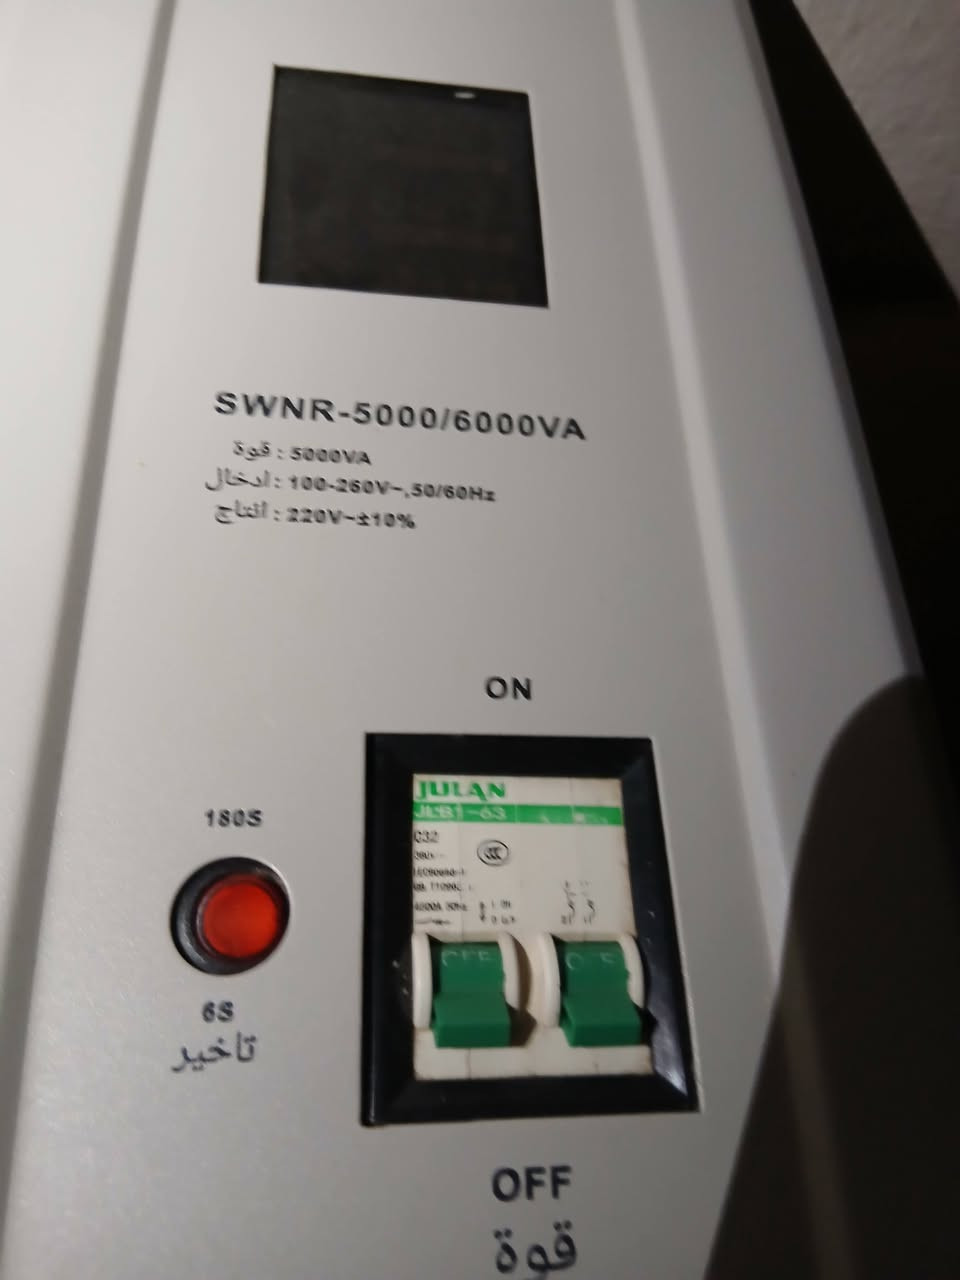 SWNR-5000/6000VA
قوة : 5000VA
ادخال : 100-260V~,50/60Hz
انتاج : 220V~±10%
ON
JULAN
JLB1-63
C32
180S
6S
تاخير
OFF
قوة